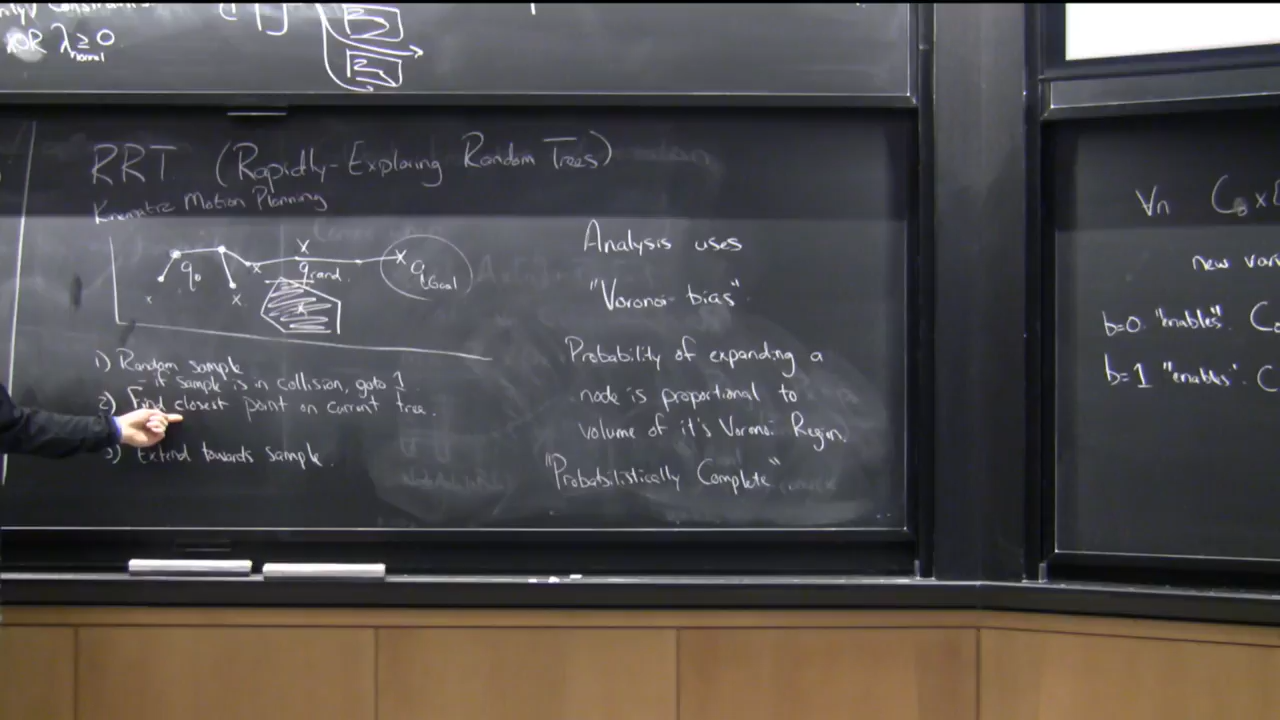 OR λnormal ≥ 0
RRT (Rapidly-Exploring Random Trees)
Kinematic Motion Planning
q₀
qrand.
qGoal
1) Random sample
- if sample is in collision, goto 1
2) Find closest point on current tree.
3) Extend towards sample.
Analysis uses
"Voronoi bias"
Probability of expanding a
node is proportional to
volume of it's Voronoi Region.
"Probabilistically Complete"
∀n
new
b=0 "enables".
b=1 "enables".